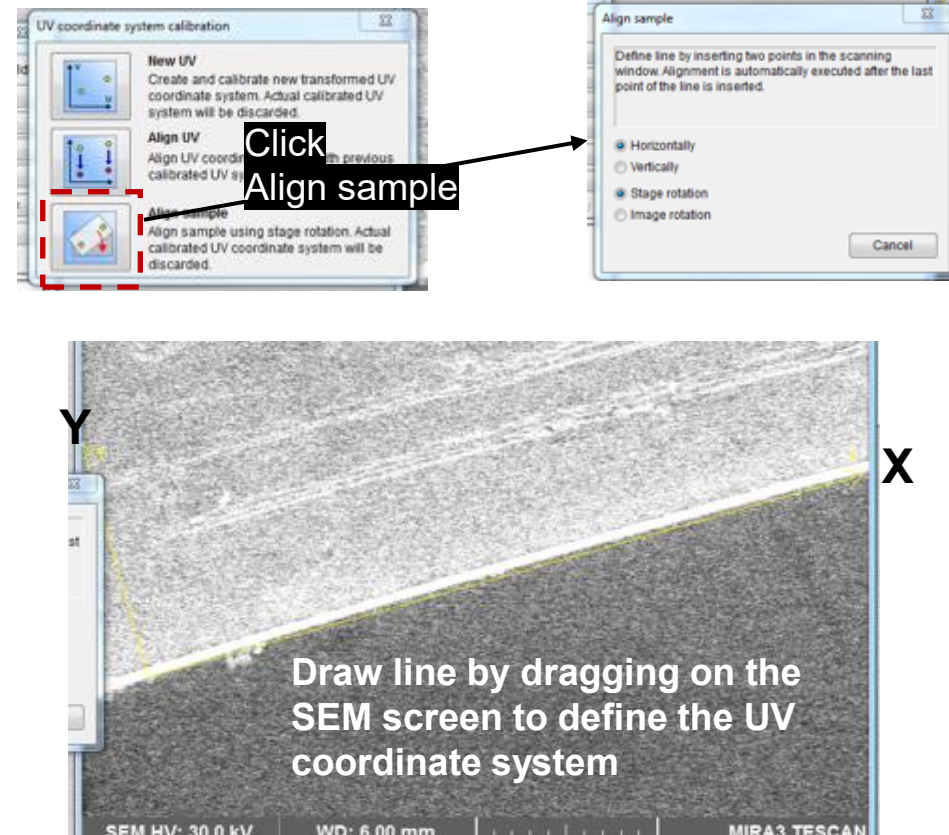 UV coordinate system calibration
New UV
Create and calibrate new transformed UV
coordinate system. Actual calibrated UV
system will be discarded.
Align UV
Align UV coordin th previous
calibrated UV sy
Align sample
Align sample using stage rotation. Actual
calibrated UV coordinate system will be
discarded.
Click
Align sample
Align sample
Define line by inserting two points in the scanning
window. Alignment is automatically executed after the last
point of the line is inserted.
Horizontally
Vertically
Stage rotation
Image rotation
Cancel
Y
X
st
Draw line by dragging on the
SEM screen to define the UV
coordinate system
SEM HV: 30.0 kV WD: 6.00 mm MIRA3 TESCAN